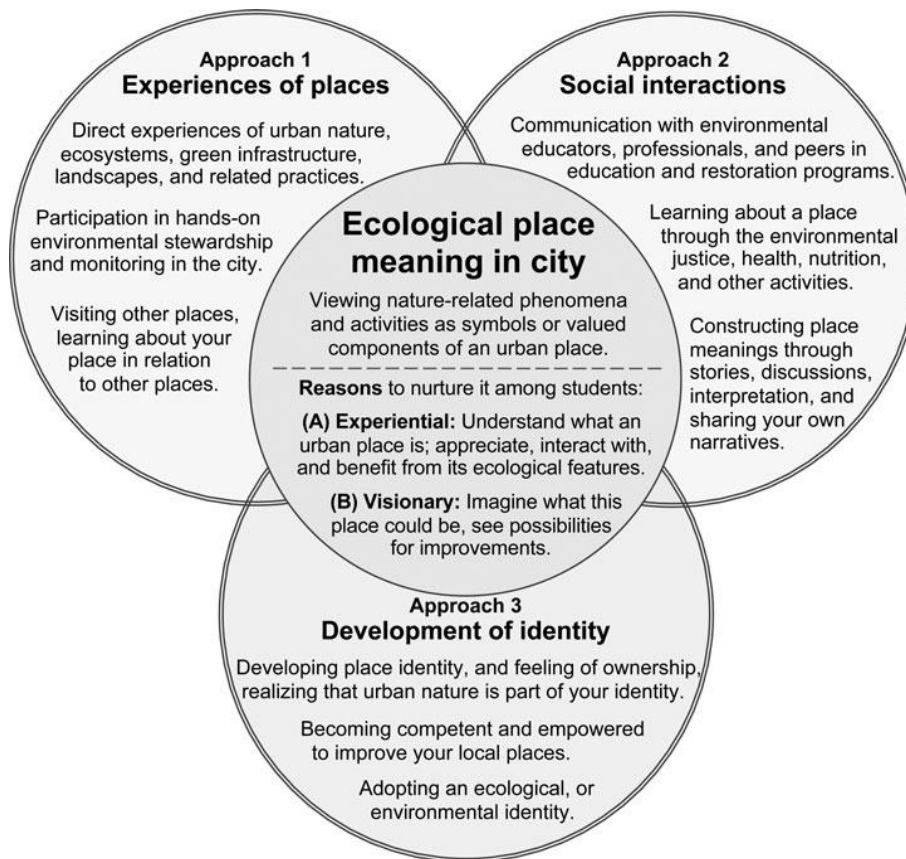 Approach 1
Experiences of places
Direct experiences of urban nature,
ecosystems, green infrastructure,
landscapes, and related practices.
Participation in hands-on
environmental stewardship
and monitoring in the city.
Visiting other places,
learning about your
place in relation
to other places.
Approach 2
Social interactions
Communication with environmental
educators, professionals, and peers in
education and restoration programs.
Learning about a place
through the environmental
justice, health, nutrition,
and other activities.
Constructing place
meanings through
stories, discussions,
interpretation, and
sharing your own
narratives.
Ecological place
meaning in city
Viewing nature-related phenomena
and activities as symbols or valued
components of an urban place.
Reasons to nurture it among students:
(A) Experiential: Understand what an
urban place is; appreciate, interact with,
and benefit from its ecological features.
(B) Visionary: Imagine what this
place could be, see possibilities
for improvements.
Approach 3
Development of identity
Developing place identity, and feeling of ownership,
realizing that urban nature is part of your identity.
Becoming competent and empowered
to improve your local places.
Adopting an ecological, or
environmental identity.